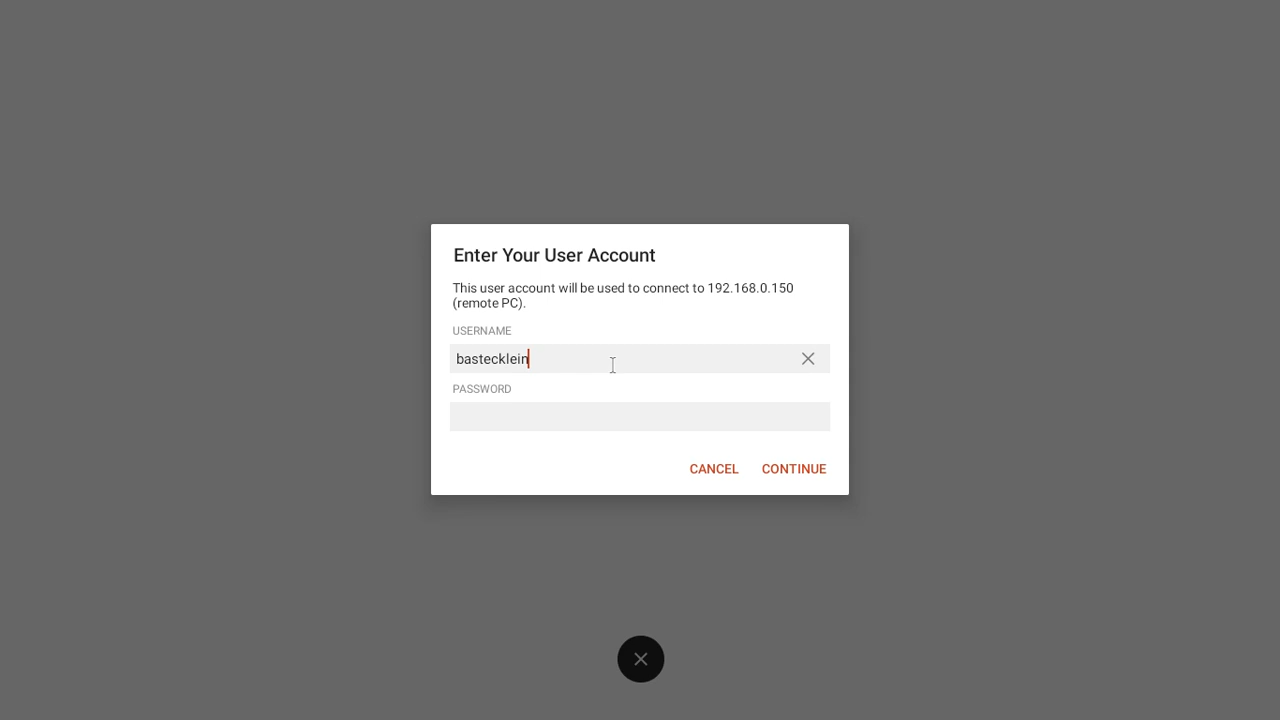 Enter Your User Account
This user account will be used to connect to 192.168.0.150
(remote PC).
USERNAME
bastecklein
PASSWORD
CANCEL CONTINUE